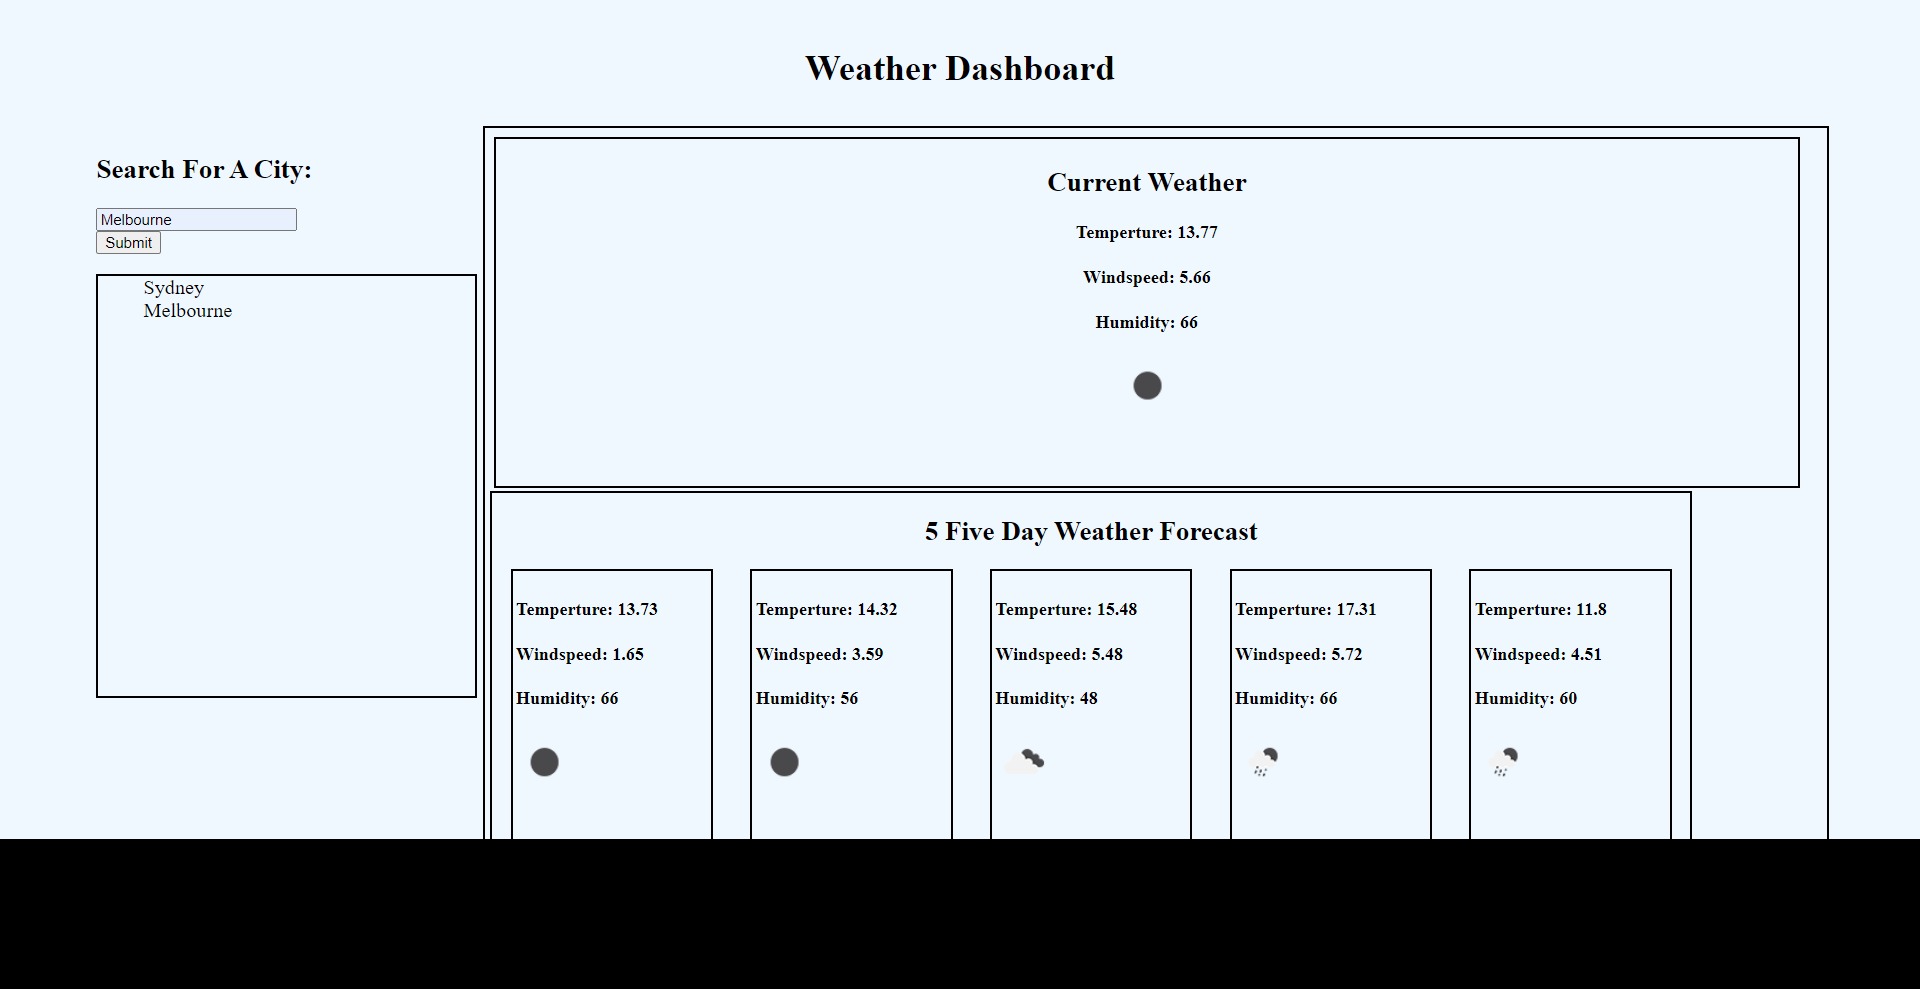 Weather Dashboard
Search For A City:
Melbourne
Submit
Sydney
Melbourne
Current Weather
Temperture: 13.77
Windspeed: 5.66
Humidity: 66
5 Five Day Weather Forecast
Temperture: 13.73
Windspeed: 1.65
Humidity: 66
Temperture: 14.32
Windspeed: 3.59
Humidity: 56
Temperture: 15.48
Windspeed: 5.48
Humidity: 48
Temperture: 17.31
Windspeed: 5.72
Humidity: 66
Temperture: 11.8
Windspeed: 4.51
Humidity: 60